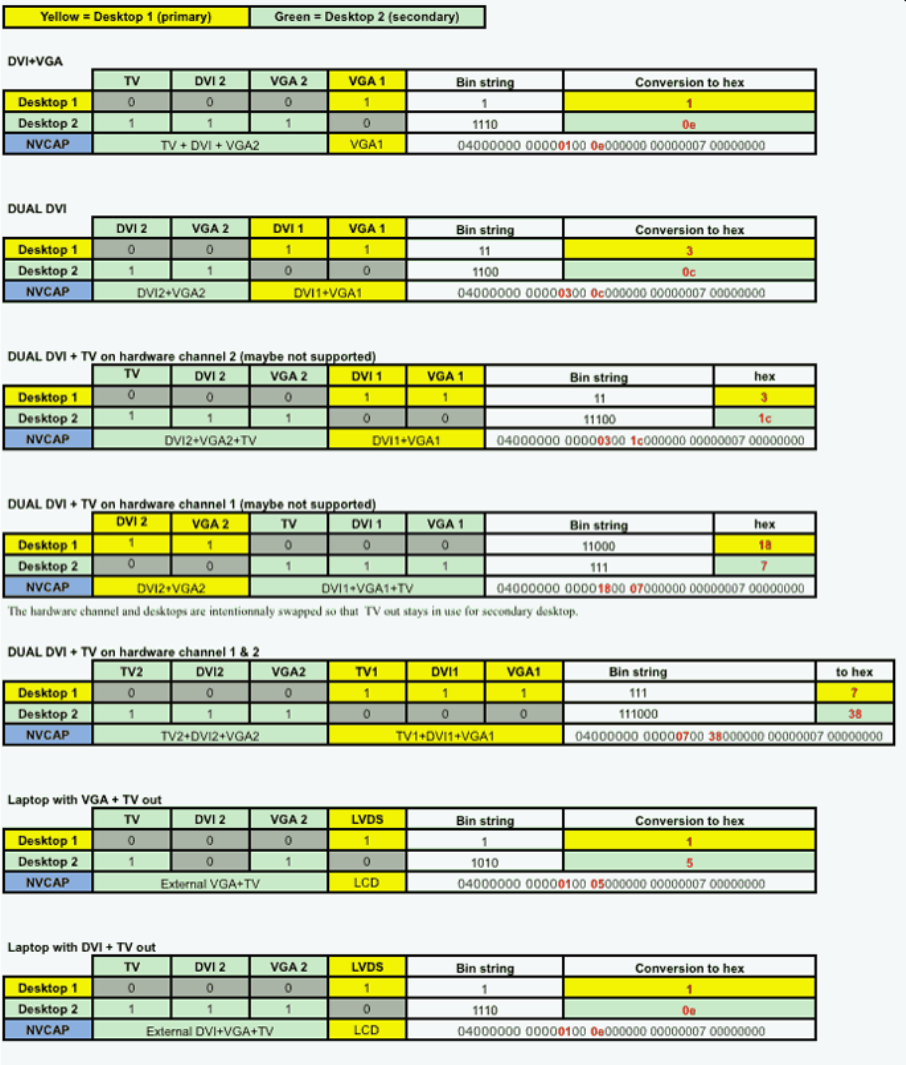 Yellow = Desktop 1 (primary) Green = Desktop 2 (secondary)
DVI+VGA
TV DVI 2 VGA 2 VGA 1 Bin string Conversion to hex
Desktop 1 0 0 0 1 1 1
Desktop 2 1 1 1 0 1110 0e
NVCAP TV + DVI + VGA2 VGA1 04000000 00000100 0e000000 00000007 00000000
DUAL DVI
DVI 2 VGA 2 DVI 1 VGA 1 Bin string Conversion to hex
Desktop 1 0 0 1 1 11 3
Desktop 2 1 1 0 0 1100 0c
NVCAP DVI2+VGA2 DVI1+VGA1 04000000 00000300 0c000000 00000007 00000000
DUAL DVI + TV on hardware channel 2 (maybe not supported)
TV DVI 2 VGA 2 DVI 1 VGA 1 Bin string hex
Desktop 1 0 0 0 1 1 11 3
Desktop 2 1 1 1 0 0 11100 1c
NVCAP DVI2+VGA2+TV DVI1+VGA1 04000000 00000300 1c000000 00000007 00000000
DUAL DVI + TV on hardware channel 1 (maybe not supported)
DVI 2 VGA 2 TV DVI 1 VGA 1 Bin string hex
Desktop 1 1 1 0 0 0 11000 18
Desktop 2 0 0 1 1 1 111 7
NVCAP DVI2+VGA2 DVI1+VGA1+TV 04000000 00001800 07000000 00000007 00000000
The hardware channel and desktops are intentionnaly swapped so that TV out stays in use for secondary desktop.
DUAL DVI + TV on hardware channel 1 & 2
TV2 DVI2 VGA2 TV1 DVI1 VGA1 Bin string to hex
Desktop 1 0 0 0 1 1 1 111 7
Desktop 2 1 1 1 0 0 0 111000 38
NVCAP TV2+DVI2+VGA2 TV1+DVI1+VGA1 04000000 00000700 38000000 00000007 00000000
Laptop with VGA + TV out
TV DVI 2 VGA 2 LVDS Bin string Conversion to hex
Desktop 1 0 0 0 1 1 1
Desktop 2 1 0 1 0 1010 5
NVCAP External VGA+TV LCD 04000000 00000100 05000000 00000007 00000000
Laptop with DVI + TV out
TV DVI 2 VGA 2 LVDS Bin string Conversion to hex
Desktop 1 0 0 0 1 1 1
Desktop 2 1 1 1 0 1110 0e
NVCAP External DVI+VGA+TV LCD 04000000 00000100 0e000000 00000007 00000000